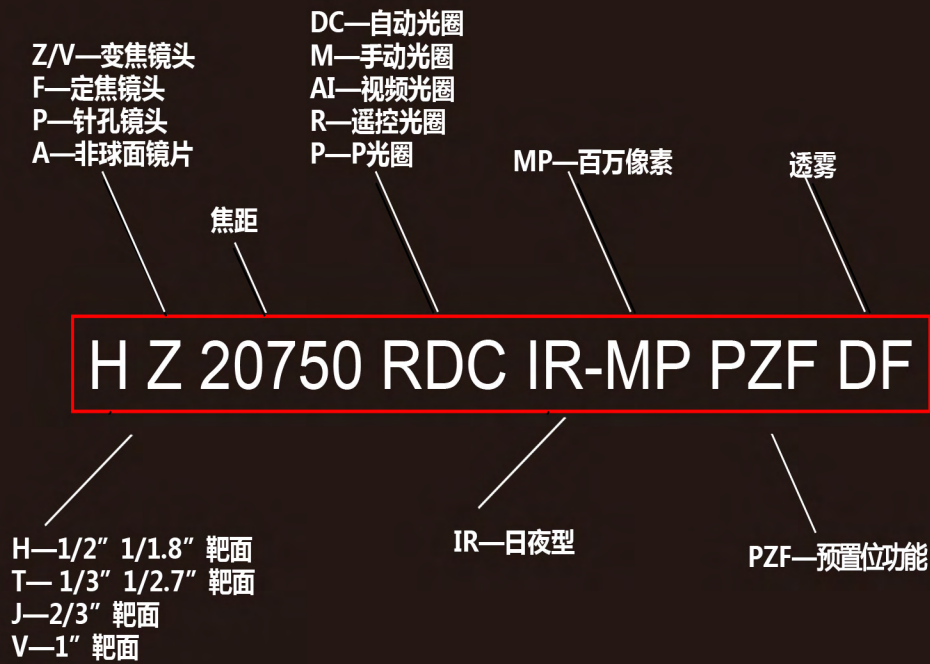 Z/V—变焦镜头
F—定焦镜头
P—针孔镜头
A—非球面镜片
焦距
DC—自动光圈
M—手动光圈
AI—视频光圈
R—遥控光圈
P—P光圈
MP—百万像素
透雾
H Z 20750 RDC IR-MP PZF DF
H—1/2” 1/1.8” 靶面
T— 1/3” 1/2.7” 靶面
J—2/3” 靶面
V—1” 靶面
IR—日夜型
PZF—预置位功能